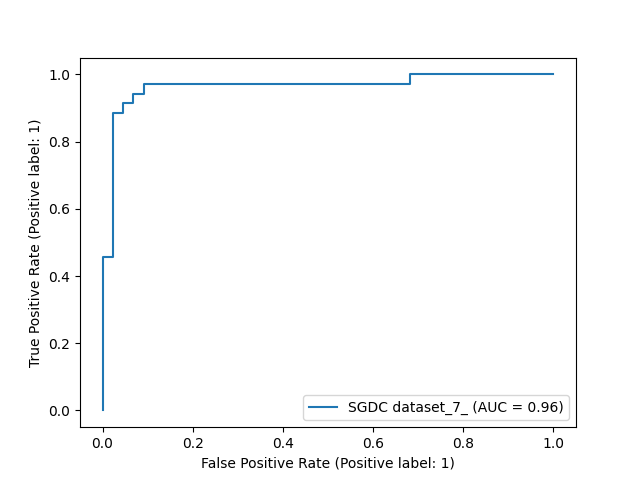 1.0
0.8
0.6
0.4
0.2
0.0
True Positive Rate (Positive label: 1)
SGDC dataset_7_ (AUC = 0.96)
0.0 0.2 0.4 0.6 0.8 1.0
False Positive Rate (Positive label: 1)